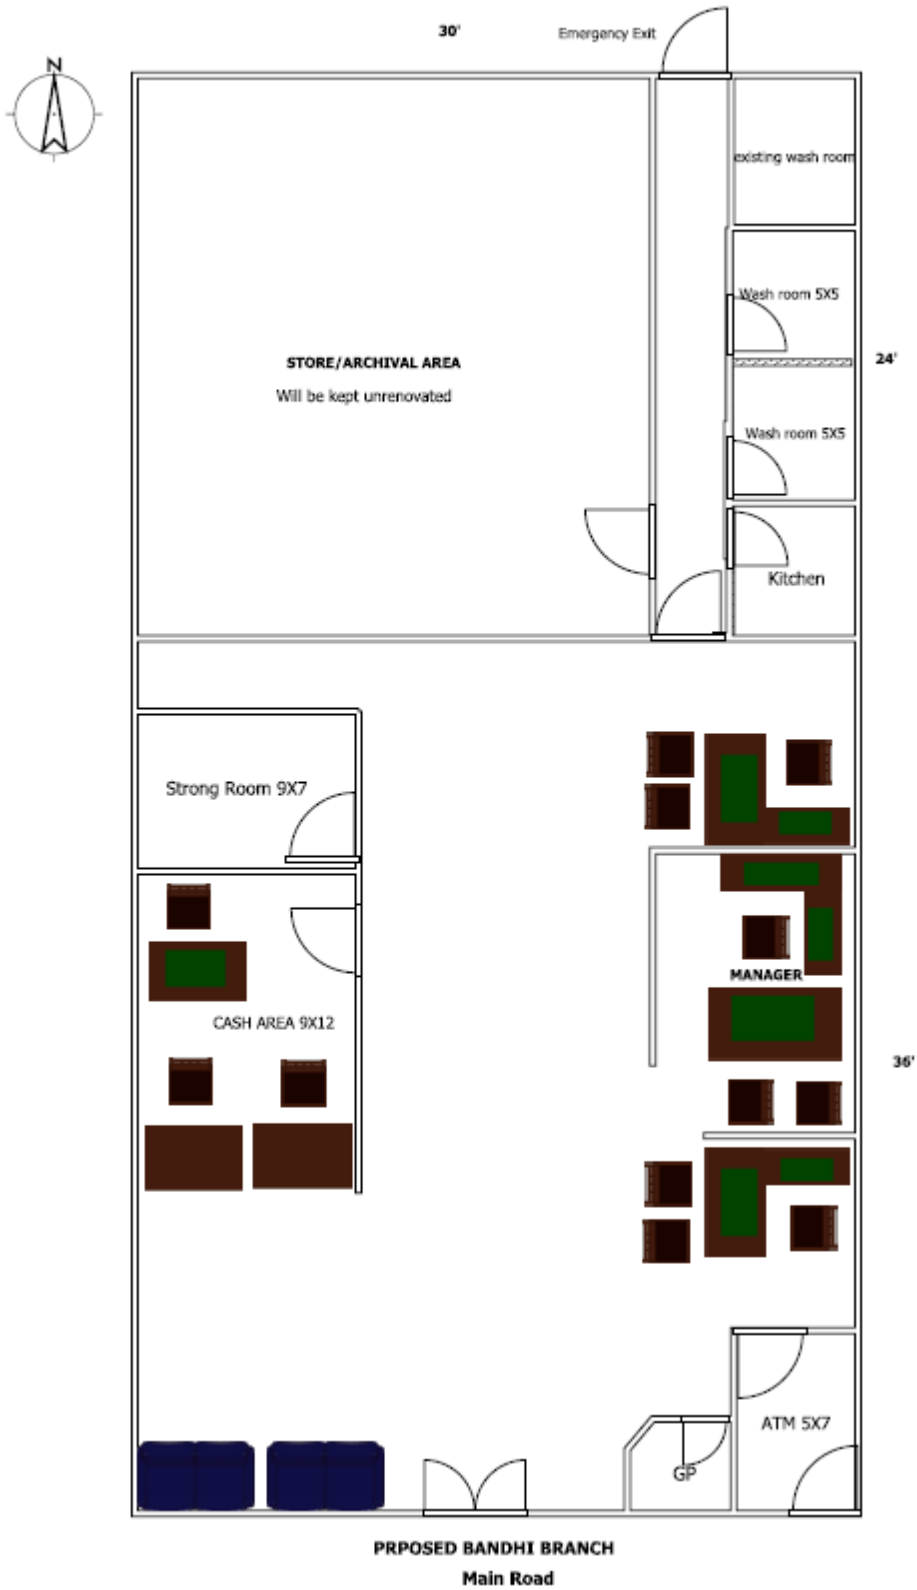 30'
Emergency Exit
N
existing wash room
Wash room 5X5
24'
STORE/ARCHIVAL AREA
Will be kept unrenovated
Wash room 5X5
Kitchen
Strong Room 9X7
MANAGER
CASH AREA 9X12
36'
ATM 5X7
GP
PRPOSED BANDHI BRANCH
Main Road